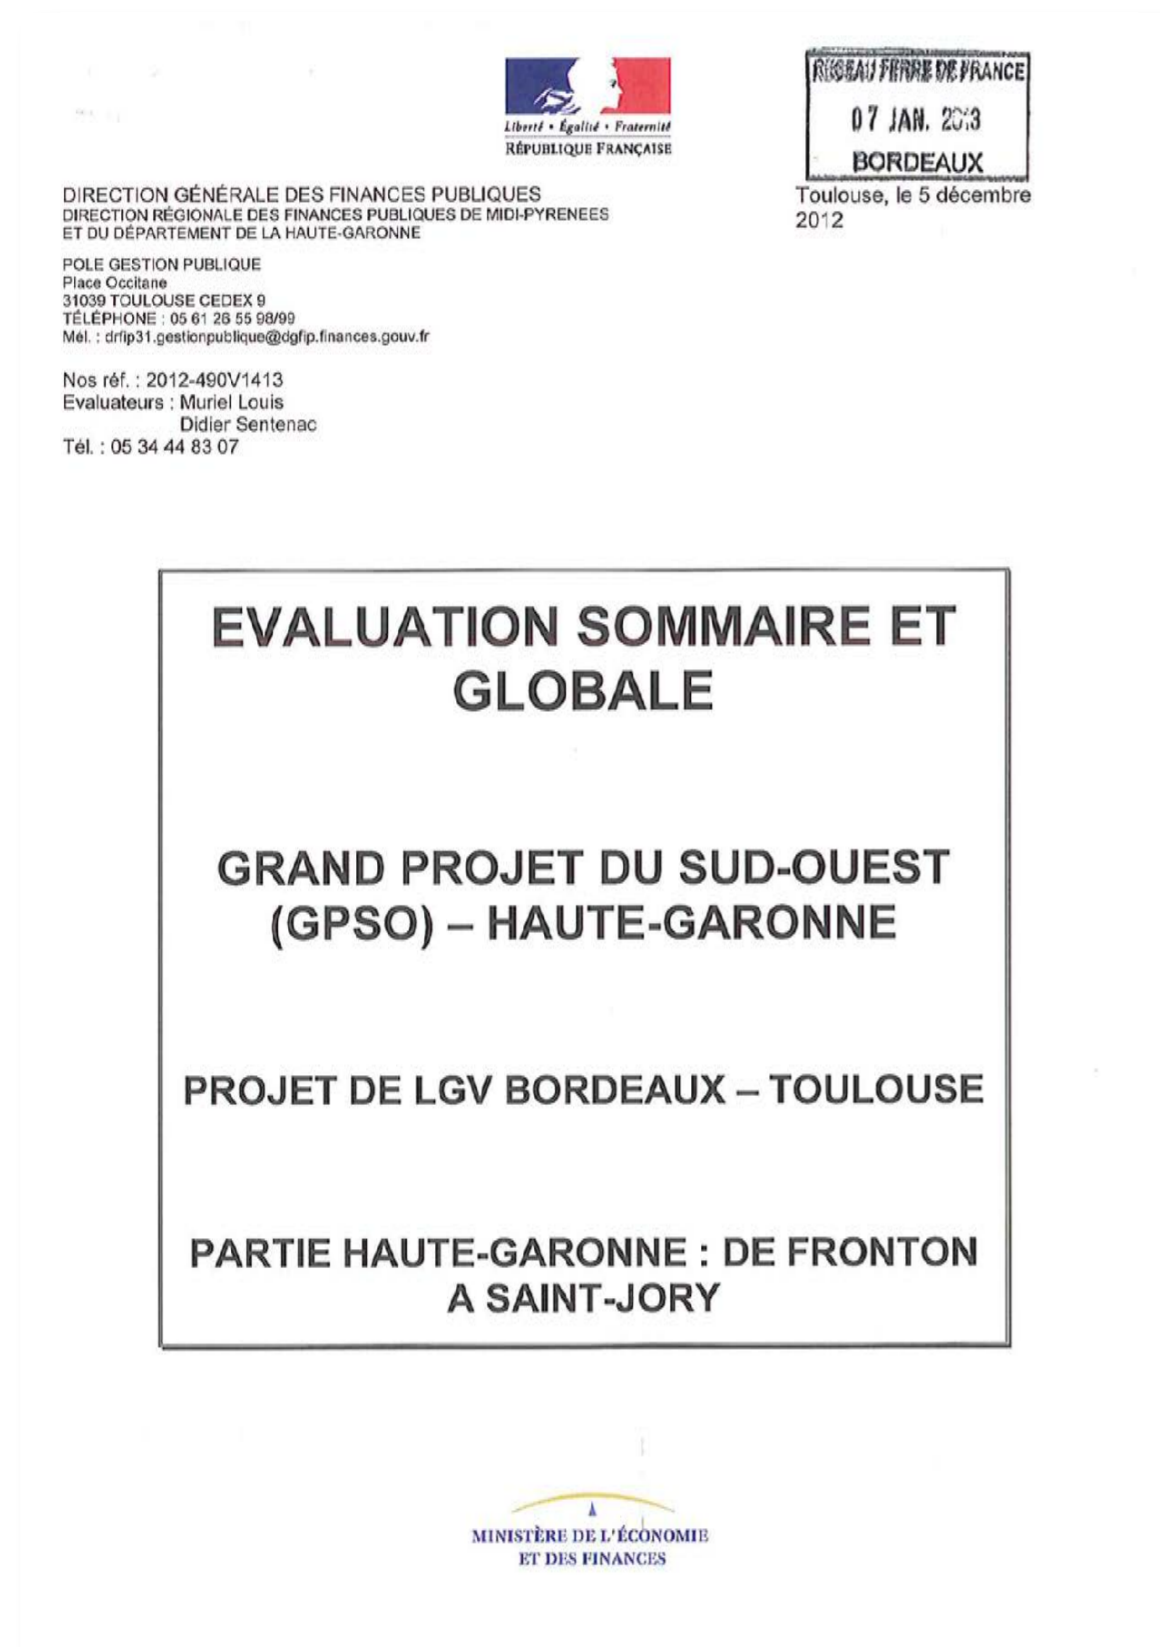 Liberté • Égalité • Fraternité
RÉPUBLIQUE FRANÇAISE
RESEAU FERRE DE FRANCE
07 JAN. 2013
BORDEAUX
DIRECTION GÉNÉRALE DES FINANCES PUBLIQUES
DIRECTION RÉGIONALE DES FINANCES PUBLIQUES DE MIDI-PYRENEES
ET DU DÉPARTEMENT DE LA HAUTE-GARONNE
Toulouse, le 5 décembre
2012
POLE GESTION PUBLIQUE
Place Occitane
31039 TOULOUSE CEDEX 9
TÉLÉPHONE : 05 61 26 55 98/99
Mél. : drfip31.gestionpublique@dgfip.finances.gouv.fr
Nos réf. : 2012-490V1413
Evaluateurs : Muriel Louis
Didier Sentenac
Tél. : 05 34 44 83 07
EVALUATION SOMMAIRE ET
GLOBALE
GRAND PROJET DU SUD-OUEST
(GPSO) – HAUTE-GARONNE
PROJET DE LGV BORDEAUX – TOULOUSE
PARTIE HAUTE-GARONNE : DE FRONTON
A SAINT-JORY
MINISTÈRE DE L'ÉCONOMIE
ET DES FINANCES